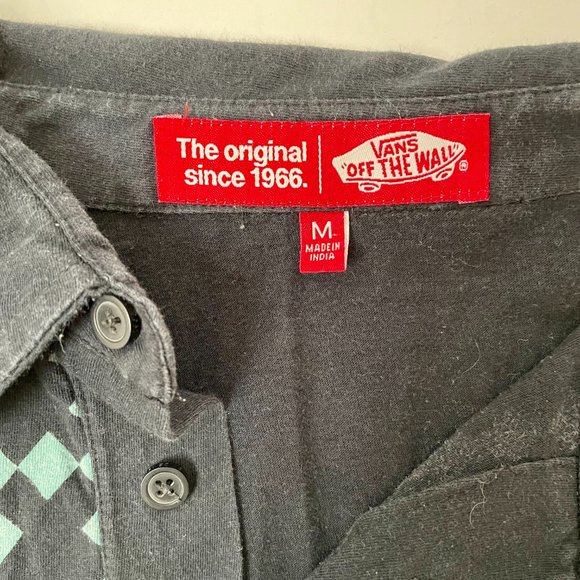 The original
since 1966.
VANS
"OFF THE WALL"
®
M
MADE IN
INDIA